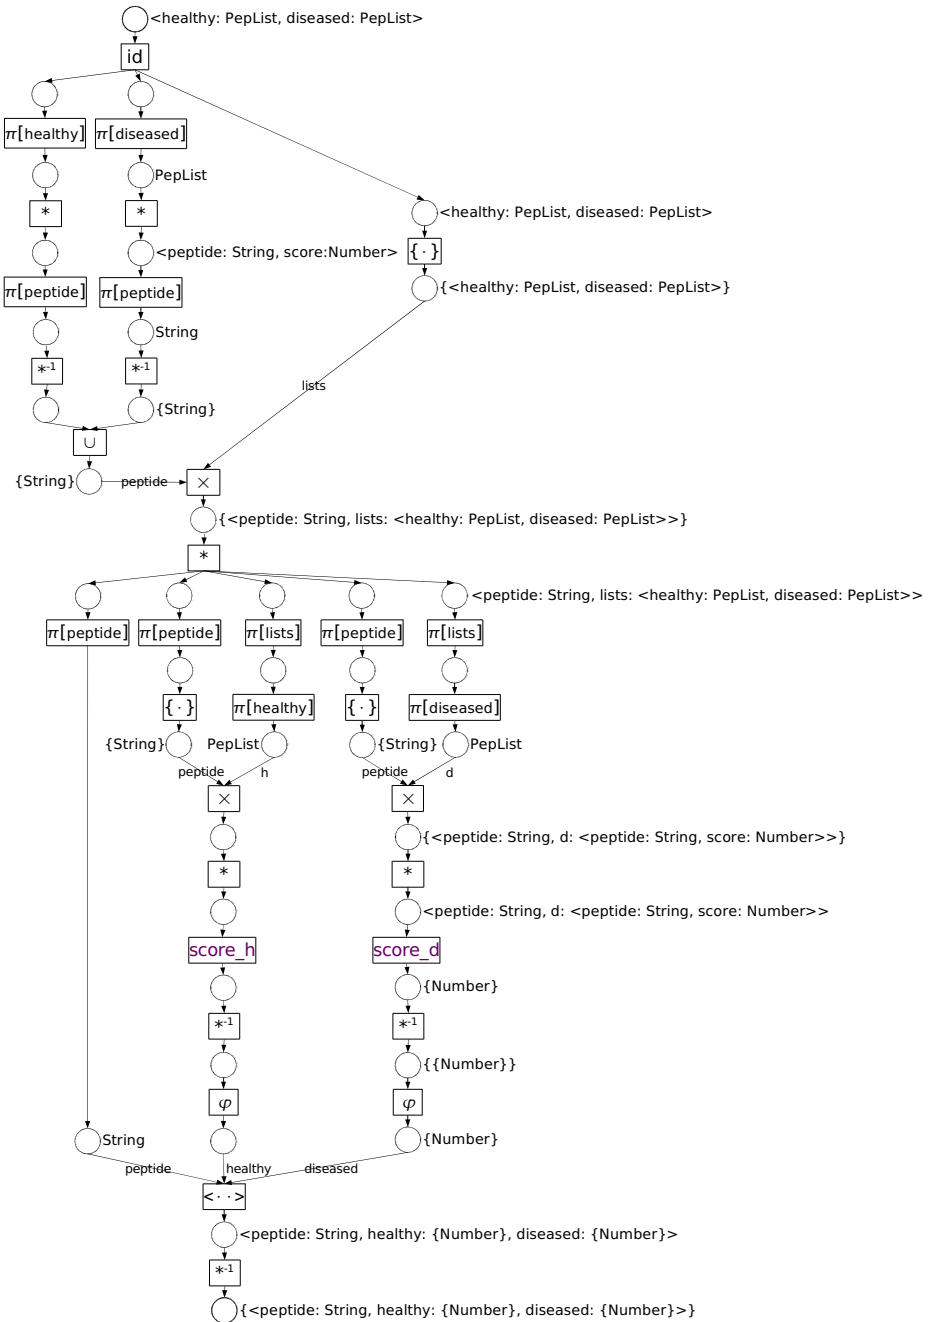 <healthy: PepList, diseased: PepList>
id
π[healthy] π[diseased]
PepList
* *
<healthy: PepList, diseased: PepList>
<peptide: String, score:Number> {·}
π[peptide] π[peptide] {<healthy: PepList, diseased: PepList>}
String
*-1 *-1
lists
{String}
∪
{String} peptide ×
{<peptide: String, lists: <healthy: PepList, diseased: PepList>>}
*
<peptide: String, lists: <healthy: PepList, diseased: PepList>>
π[peptide] π[peptide] π[lists] π[peptide] π[lists]
{·} π[healthy] {·} π[diseased]
{String} PepList {String} PepList
peptide h peptide d
× ×
{<peptide: String, d: <peptide: String, score: Number>>}
* *
<peptide: String, d: <peptide: String, score: Number>>
score_h score_d
{Number}
*-1 *-1
{{Number}}
φ φ
String {Number}
peptide healthy diseased
<··>
<peptide: String, healthy: {Number}, diseased: {Number}>
*-1
{<peptide: String, healthy: {Number}, diseased: {Number}>}